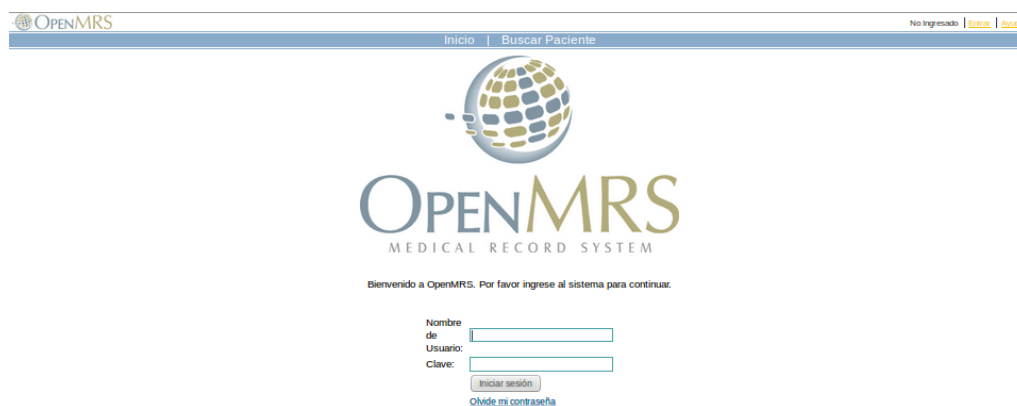 OPENMRS
No Ingresado | Entrar |
Inicio | Buscar Paciente
OPENMRS
MEDICAL RECORD SYSTEM
Bienvenido a OpenMRS. Por favor ingrese al sistema para continuar.
Nombre
de
Usuario:
Clave:
Iniciar sesión
Olvide mi contraseña